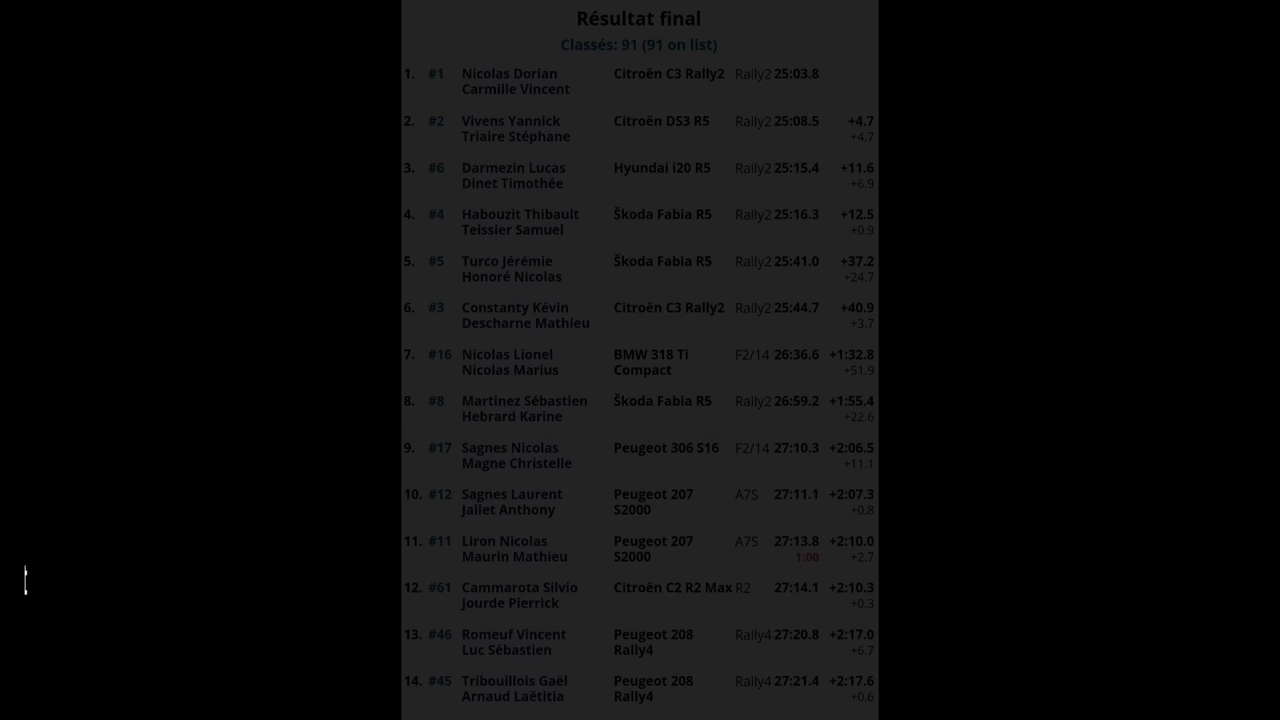 Résultat final
Classés: 91 (91 on list)
1. #1 Nicolas Dorian Citroën C3 Rally2 Rally2 25:03.8
Carmille Vincent
2. #2 Vivens Yannick Citroën DS3 R5 Rally2 25:08.5 +4.7
Triaire Stéphane +4.7
3. #6 Darmezin Lucas Hyundai i20 R5 Rally2 25:15.4 +11.6
Dinet Timothée +6.9
4. #4 Habouzit Thibault Škoda Fabia R5 Rally2 25:16.3 +12.5
Teissier Samuel +0.9
5. #5 Turco Jérémie Škoda Fabia R5 Rally2 25:41.0 +37.2
Honoré Nicolas +24.7
6. #3 Constanty Kévin Citroën C3 Rally2 Rally2 25:44.7 +40.9
Descharne Mathieu +3.7
7. #16 Nicolas Lionel BMW 318 Ti F2/14 26:36.6 +1:32.8
Nicolas Marius Compact +51.9
8. #8 Martinez Sébastien Škoda Fabia R5 Rally2 26:59.2 +1:55.4
Hebrard Karine +22.6
9. #17 Sagnes Nicolas Peugeot 306 S16 F2/14 27:10.3 +2:06.5
Magne Christelle +11.1
10. #12 Sagnes Laurent Peugeot 207 A7S 27:11.1 +2:07.3
Jallet Anthony S2000 +0.8
11. #11 Liron Nicolas Peugeot 207 A7S 27:13.8 +2:10.0
Maurin Mathieu S2000 1:00 +2.7
12. #61 Cammarota Silvio Citroën C2 R2 Max R2 27:14.1 +2:10.3
Jourde Pierrick +0.3
13. #46 Romeuf Vincent Peugeot 208 Rally4 27:20.8 +2:17.0
Luc Sébastien Rally4 +6.7
14. #45 Tribouillois Gaël Peugeot 208 Rally4 27:21.4 +2:17.6
Arnaud Laëtitia Rally4 +0.6